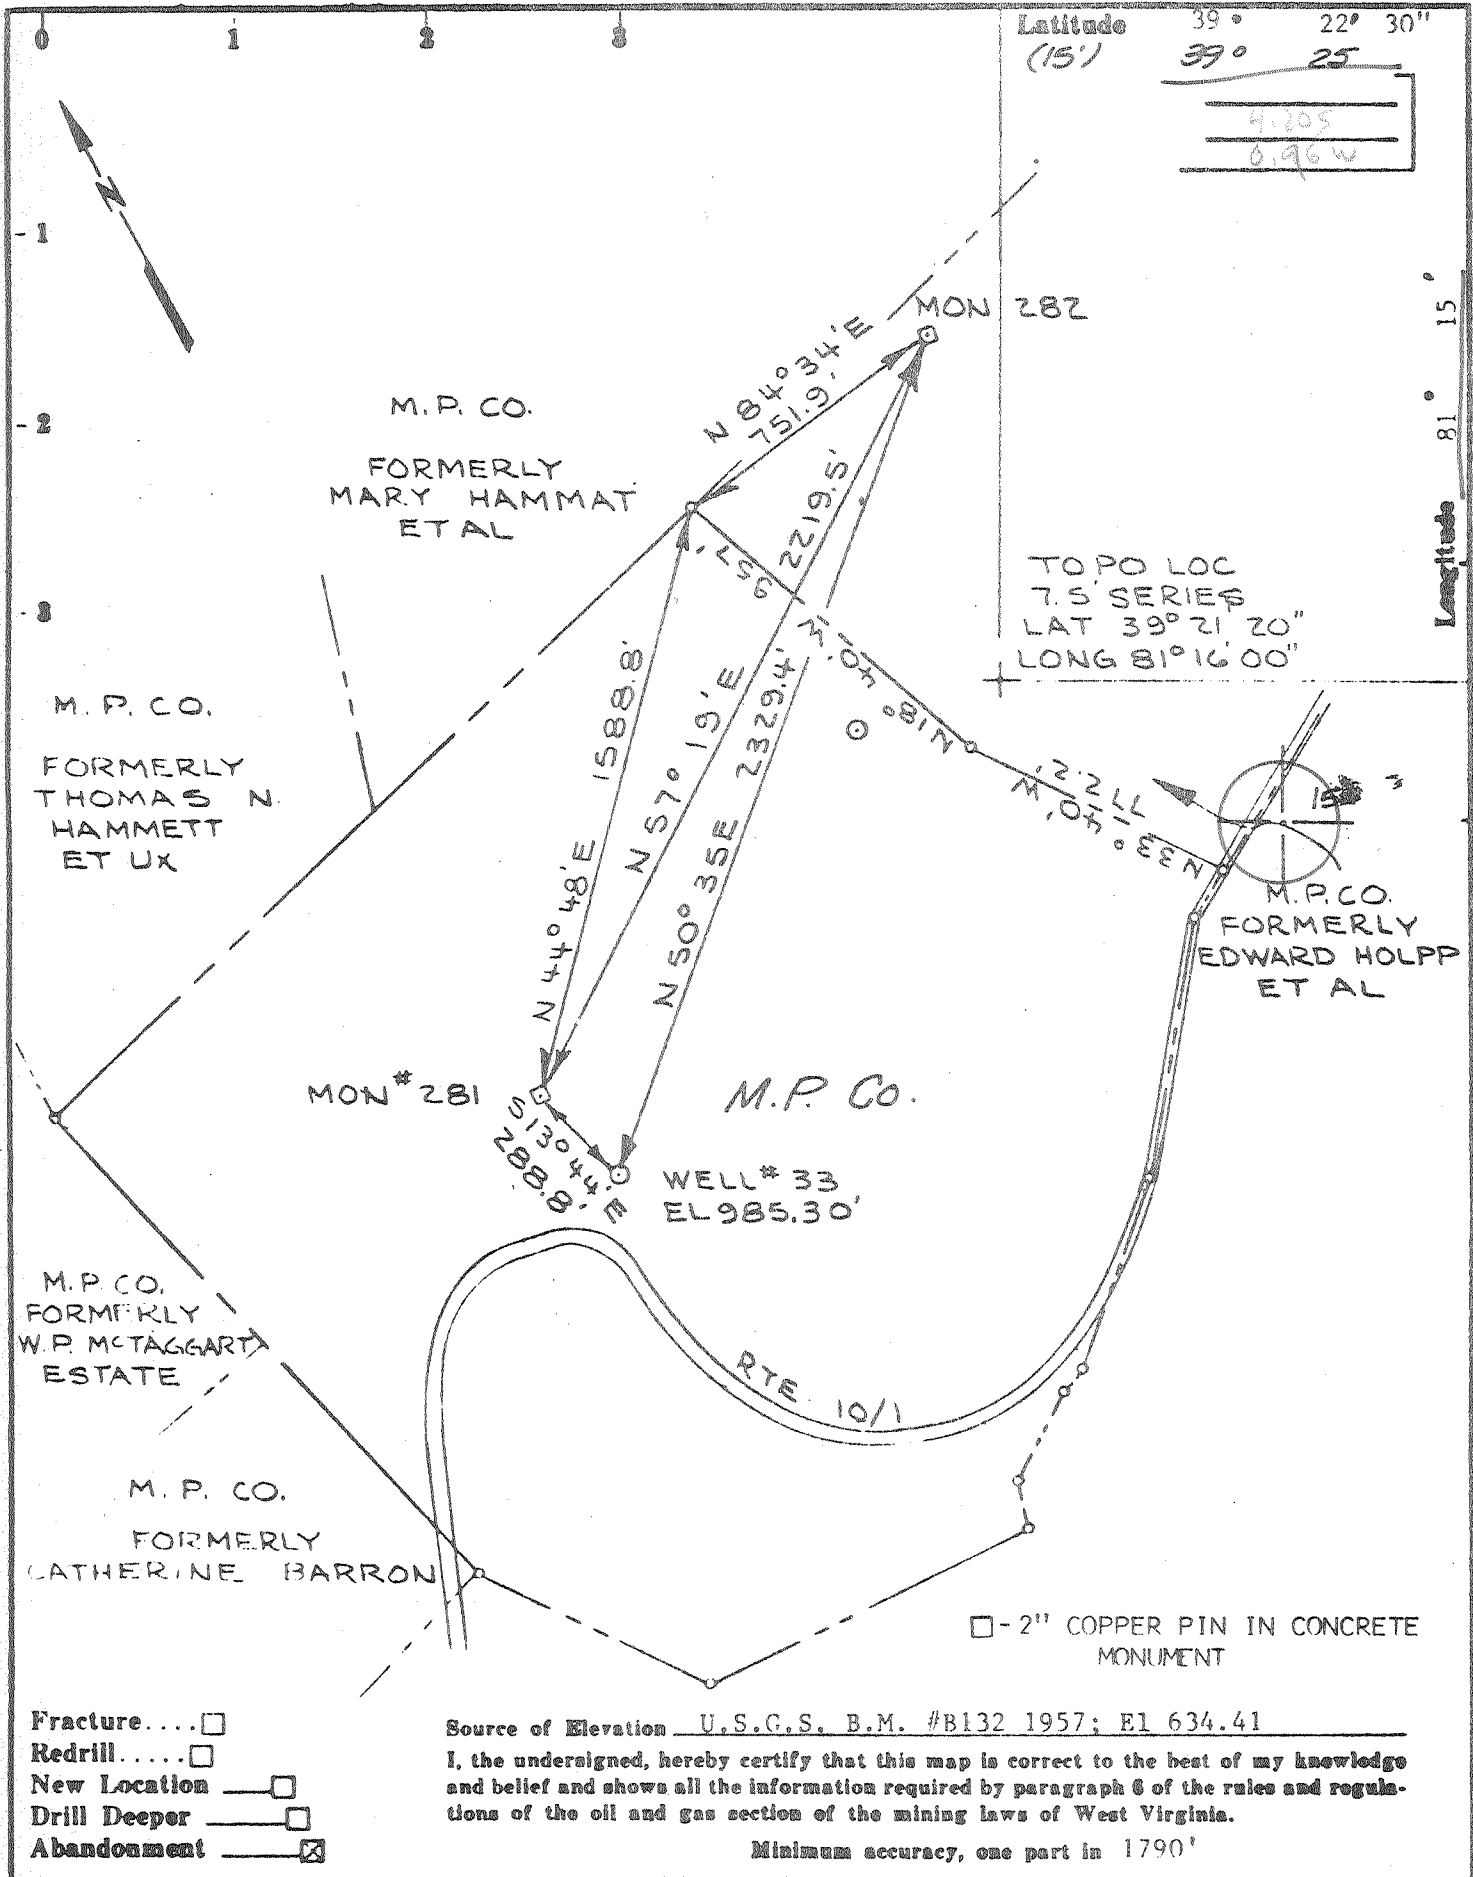 0 1 2 3
Latitude 39° 22' 30"
(15') 39° 25
4.20S
0.96 W
N
- 1
- 2
- 3
Longitude 81° 15'
MON 282
N 84° 34' E
751.9'
M.P. CO.
FORMERLY
MARY HAMMAT
ET AL
2219.5'
N 57° 19' E
957'
N 18° 40' W
1588.8'
N 44° 48' E
2329.4'
N 50° 35 E
TOPO LOC
7.5' SERIES
LAT 39° 21' 20"
LONG 81° 16' 00"
M. P. CO.
FORMERLY
THOMAS N.
HAMMETT
ET UX
772.2'
N 33° 40' W
15
M.P. CO.
FORMERLY
EDWARD HOLPP
ET AL
MON # 281
M.P. Co.
S 13° 44' E
288.8'
WELL # 33
EL 985.30'
M.P. CO.
FORMERLY
W.P. McTAGGART
ESTATE
RTE. 10/1
M. P. CO.
FORMERLY
CATHERINE BARRON
□ - 2" COPPER PIN IN CONCRETE
MONUMENT
Fracture.... □
Redrill..... □
New Location □
Drill Deeper □
Abandonment ☒
Source of Elevation U.S.G.S. B.M. #B132 1957; El 634.41
I, the undersigned, hereby certify that this map is correct to the best of my knowledge
and belief and shows all the information required by paragraph 6 of the rules and regula-
tions of the oil and gas section of the mining laws of West Virginia.
Minimum accuracy, one part in 1790'